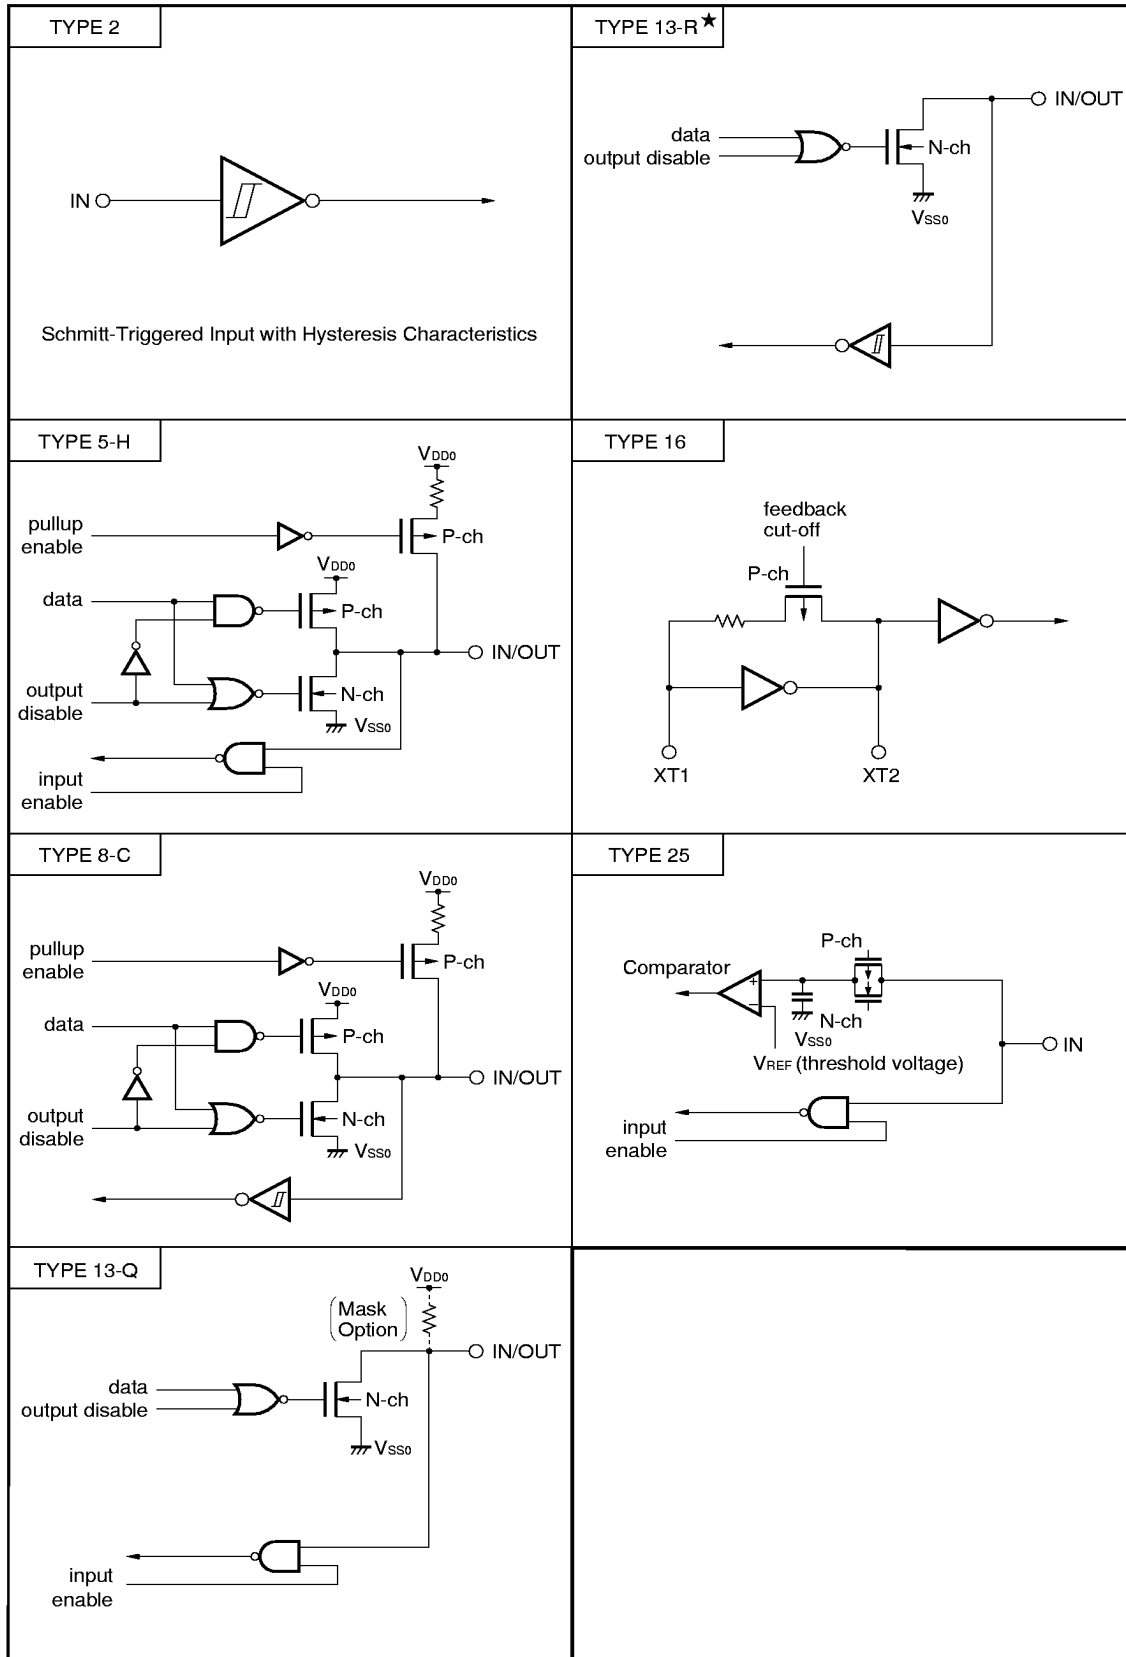 TYPE 2
IN
Schmitt-Triggered Input with Hysteresis Characteristics
TYPE 13-R★
data
output disable
IN/OUT
N-ch
VSS0
TYPE 5-H
VDD0
pullup
enable
P-ch
VDD0
data
P-ch
IN/OUT
output
disable
N-ch
VSS0
input
enable
TYPE 16
feedback
cut-off
P-ch
XT1
XT2
TYPE 8-C
VDD0
pullup
enable
P-ch
VDD0
data
P-ch
IN/OUT
output
disable
N-ch
VSS0
TYPE 25
P-ch
Comparator
+
−
N-ch
VSS0
VREF (threshold voltage)
IN
input
enable
TYPE 13-Q
VDD0
(Mask
Option)
IN/OUT
data
output disable
N-ch
VSS0
input
enable